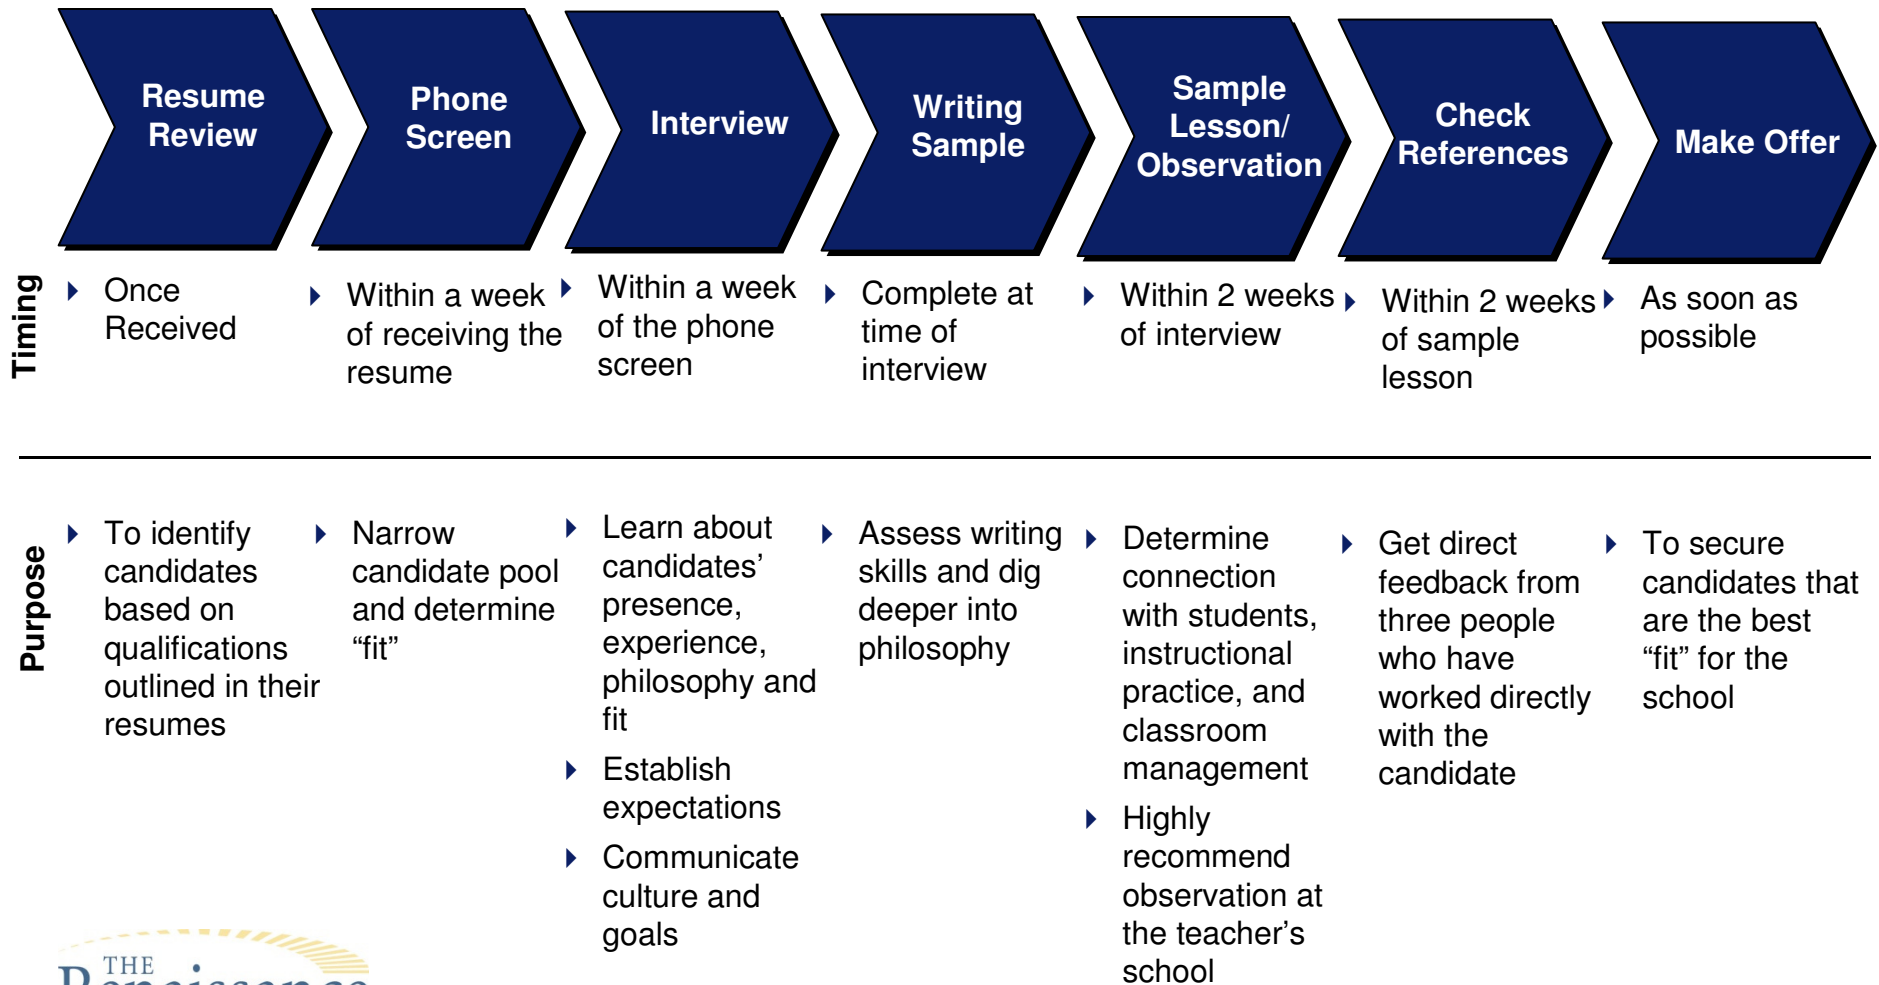 Resume
Review
Phone
Screen
Interview
Writing
Sample
Sample
Lesson/
Observation
Check
References
Make Offer
Timing
Once
Received
Within a week
of receiving the
resume
Within a week
of the phone
screen
Complete at
time of
interview
Within 2 weeks
of interview
Within 2 weeks
of sample
lesson
As soon as
possible
Purpose
To identify
candidates
based on
qualifications
outlined in their
resumes
Narrow
candidate pool
and determine
“fit”
Learn about
candidates’
presence,
experience,
philosophy and
fit
Establish
expectations
Communicate
culture and
goals
Assess writing
skills and dig
deeper into
philosophy
Determine
connection
with students,
instructional
practice, and
classroom
management
Highly
recommend
observation at
the teacher’s
school
Get direct
feedback from
three people
who have
worked directly
with the
candidate
To secure
candidates that
are the best
“fit” for the
school
THE
Renaissance